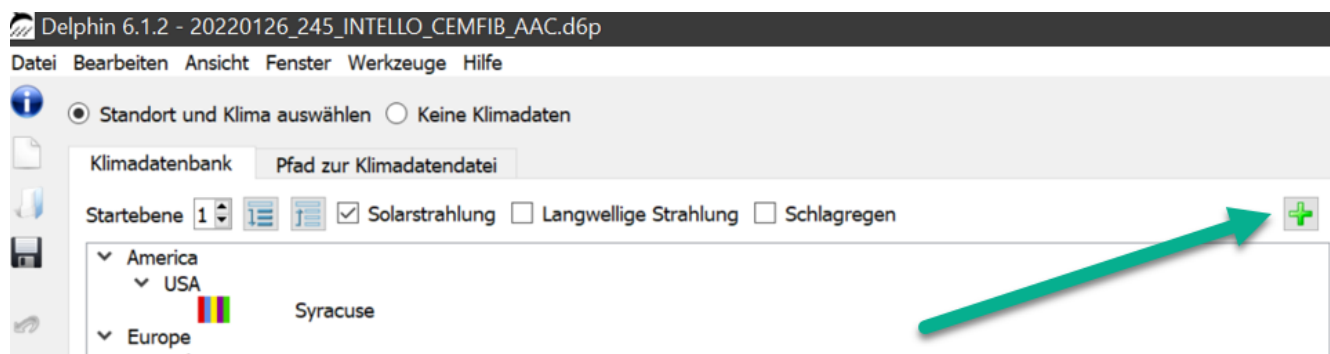 Delphin 6.1.2 - 20220126_245_INTELLO_CEMFIB_AAC.d6p
Datei Bearbeiten Ansicht Fenster Werkzeuge Hilfe
Standort und Klima auswählen Keine Klimadaten
Klimadatenbank Pfad zur Klimadatendatei
Startebene 1 Solarstrahlung Langwellige Strahlung Schlagregen
America
USA
Syracuse
Europe